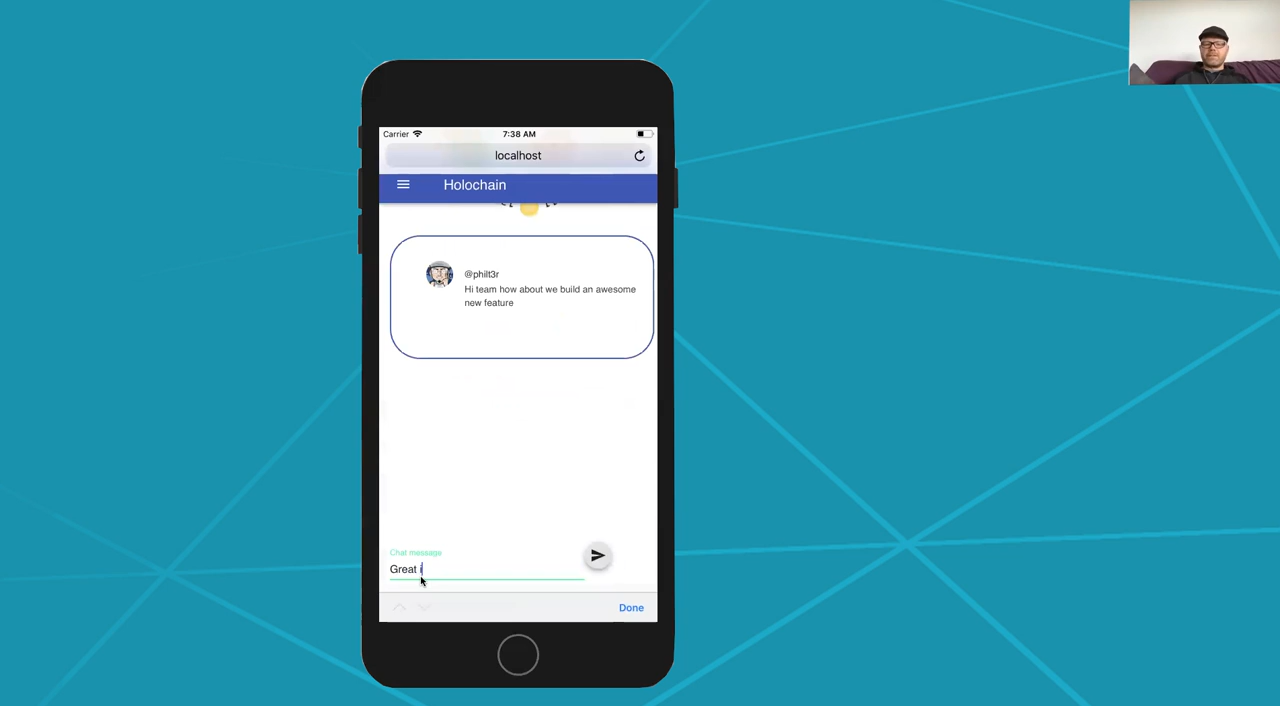 Carrier 7:38 AM
localhost
Holochain
@philt3r
Hi team how about we build an awesome
new feature
Chat message
Great i
Done